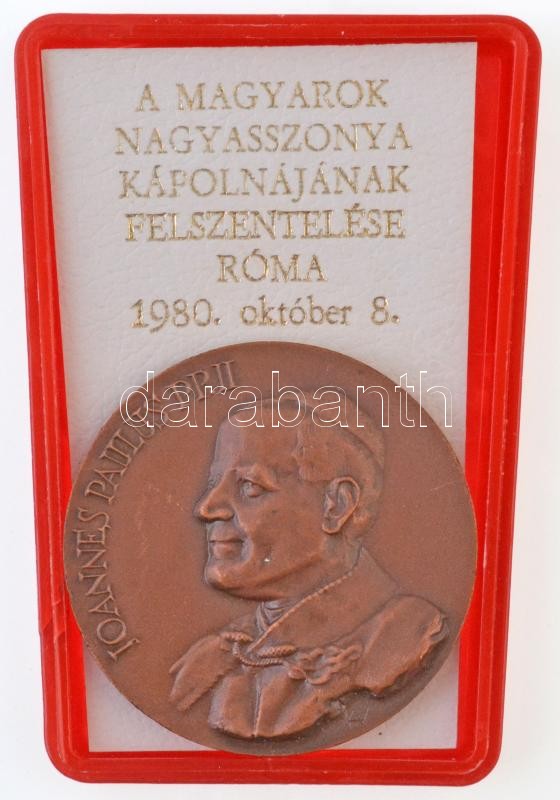 A MAGYAROK
NAGYASSZONYA
KÁPOLNÁJÁNAK
FELSZENTELÉSE
RÓMA
1980. október 8.
IOANNES PAULUS PP.II
darabanth